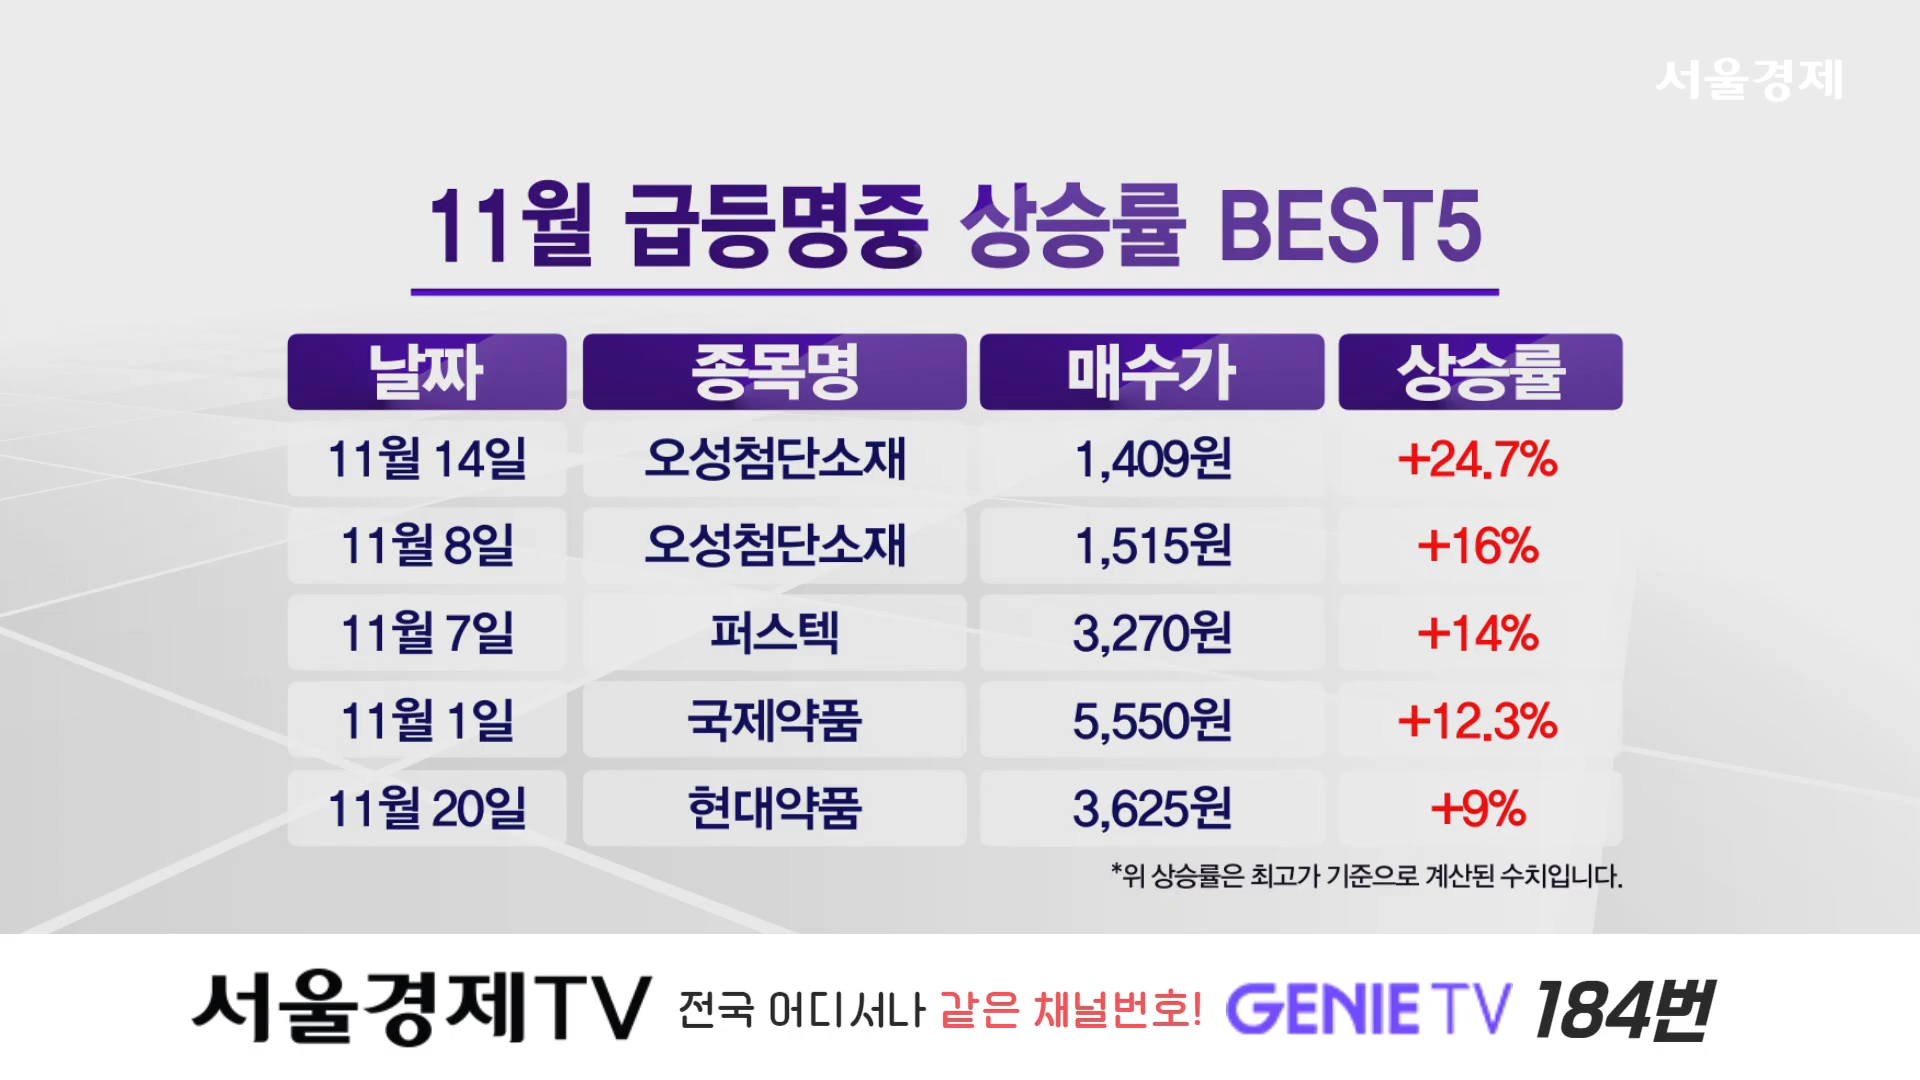 서울경제
11월 급등명중 상승률 BEST5
날짜 종목명 매수가 상승률
11월 14일 오성첨단소재 1,409원 +24.7%
11월 8일 오성첨단소재 1,515원 +16%
11월 7일 퍼스텍 3,270원 +14%
11월 1일 국제약품 5,550원 +12.3%
11월 20일 현대약품 3,625원 +9%
*위 상승률은 최고가 기준으로 계산된 수치입니다.
서울경제TV 전국 어디서나 같은 채널번호! GENIE TV 184번